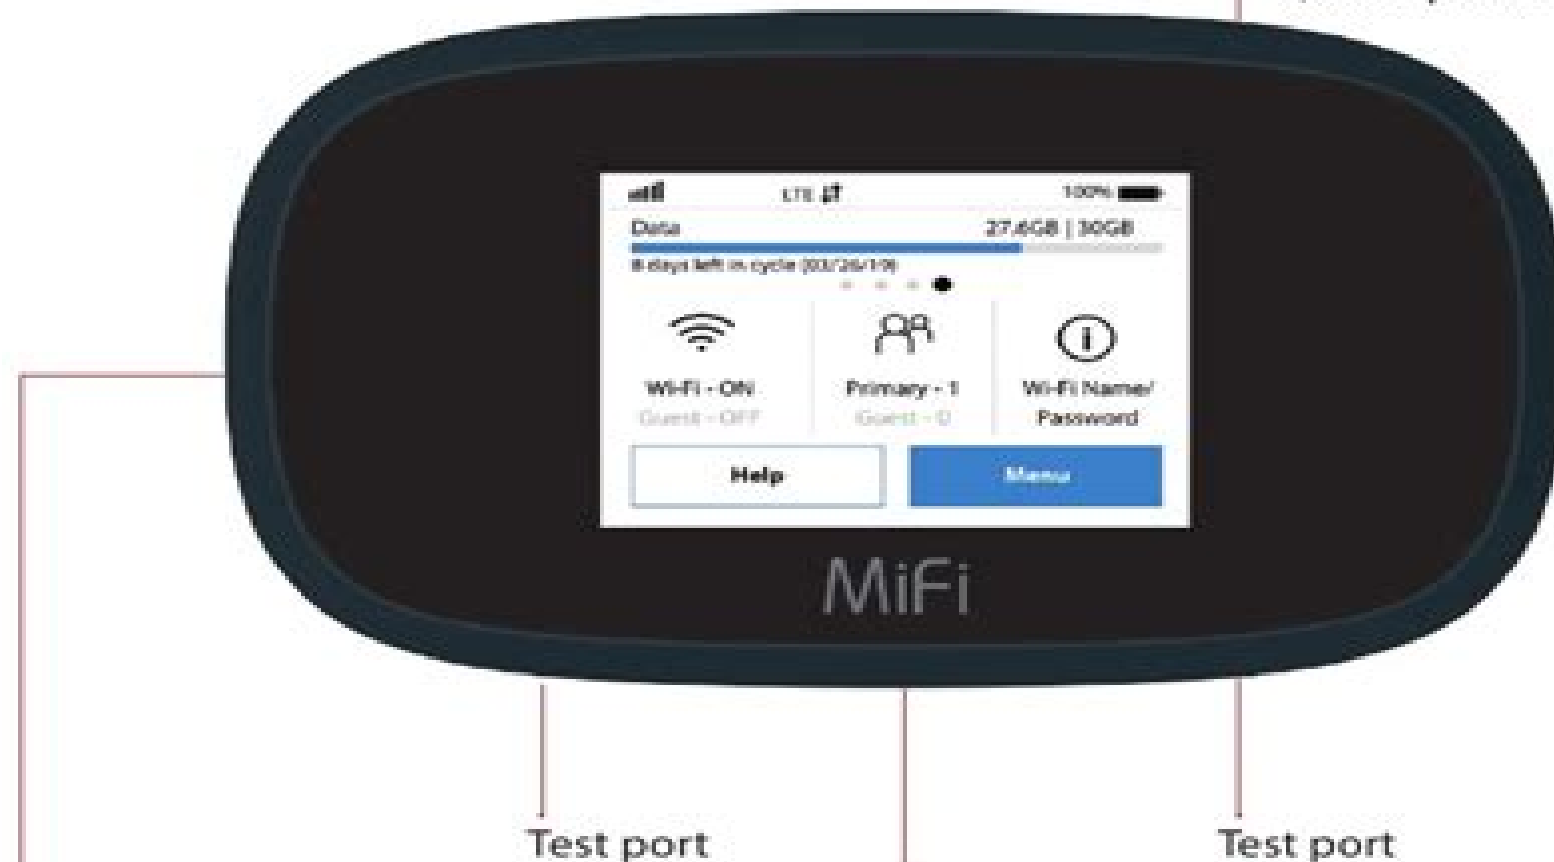 LTE 100%
Data 27.6GB | 30GB
8 days left in cycle (03/26/19)
Wi-Fi - ON Primary - 1 Wi-Fi Name/
Guest - OFF Guest - 0 Password
Help Menu
MiFi
Test port Test port